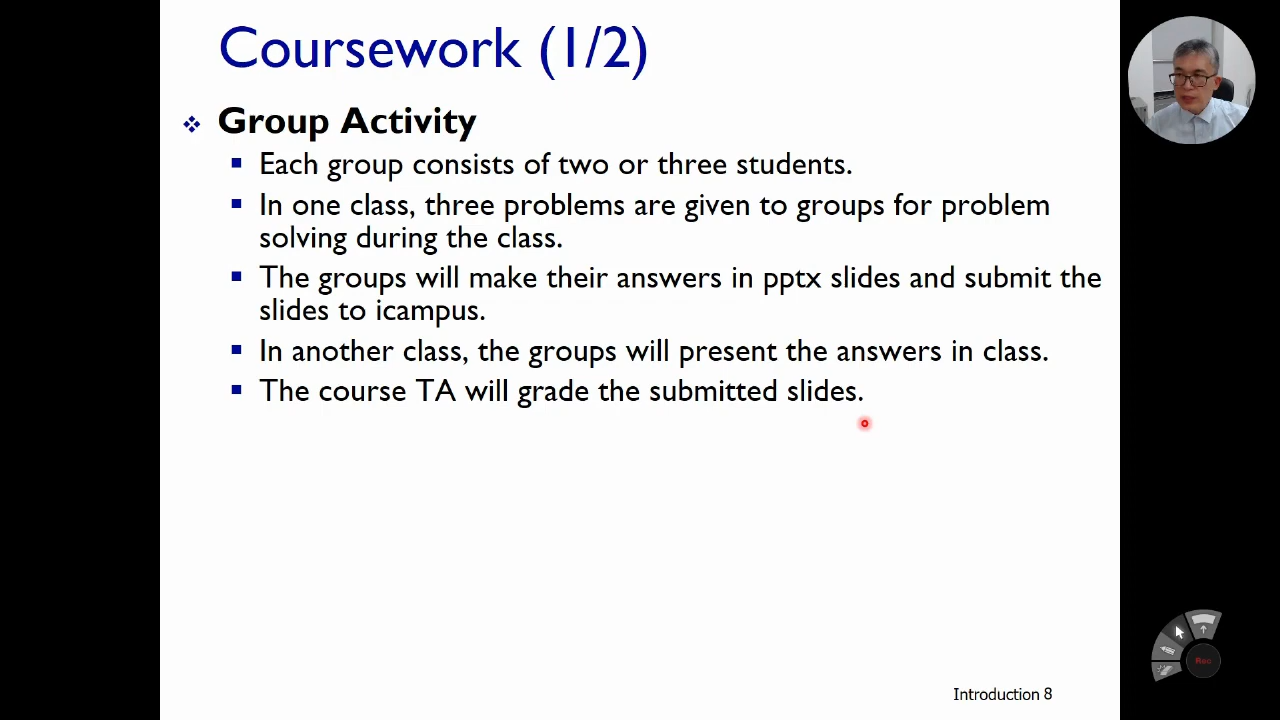 Coursework (1/2)
Group Activity
Each group consists of two or three students.
In one class, three problems are given to groups for problem
solving during the class.
The groups will make their answers in pptx slides and submit the
slides to icampus.
In another class, the groups will present the answers in class.
The course TA will grade the submitted slides.
Introduction 8
Rec